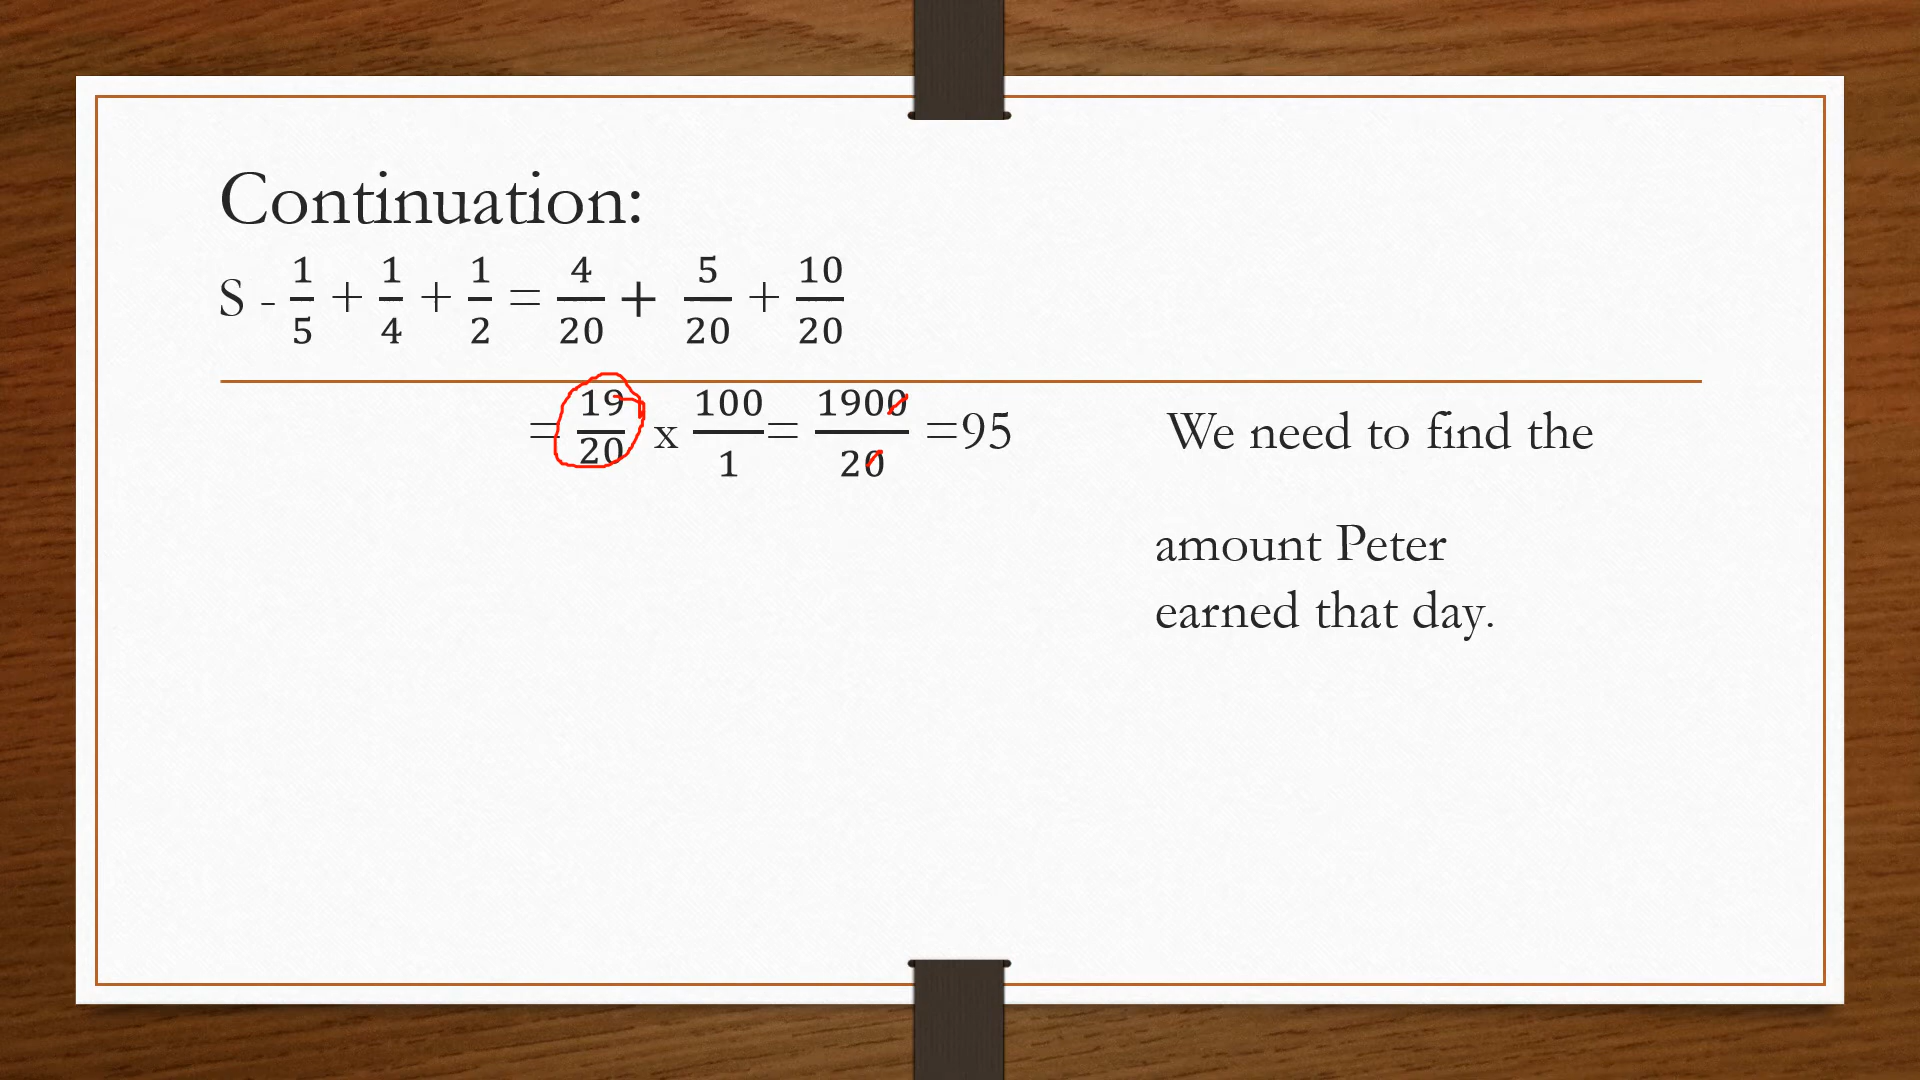 Continuation:
S - 1/5 + 1/4 + 1/2 = 4/20 + 5/20 + 10/20
= 19/20 x 100/1 = 1900/20 =95
We need to find the
amount Peter
earned that day.